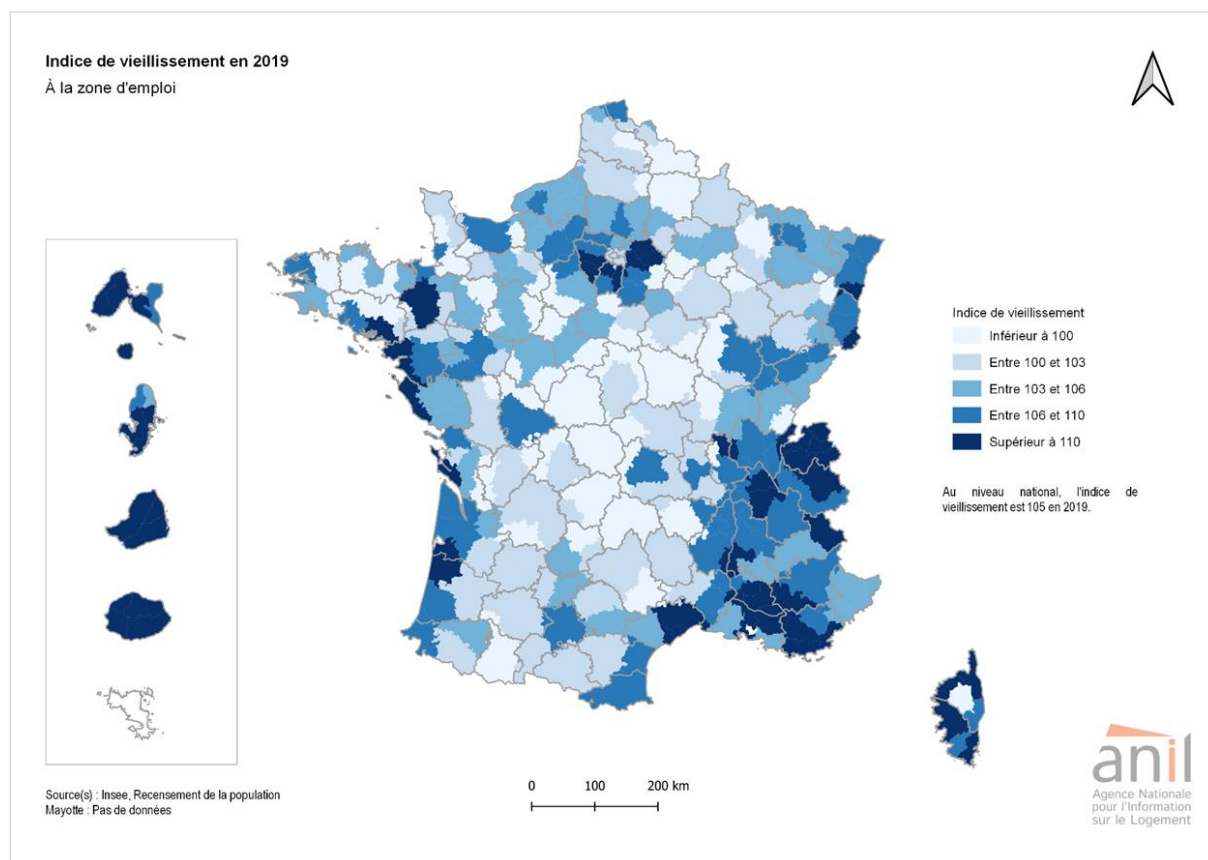 Indice de vieillissement en 2019
À la zone d'emploi
Indice de vieillissement
Inférieur à 100
Entre 100 et 103
Entre 103 et 106
Entre 106 et 110
Supérieur à 110
Au niveau national, l'indice de
vieillissement est 105 en 2019.
Source(s) : Insee, Recensement de la population
Mayotte : Pas de données
0 100 200 km
anil
Agence Nationale
pour l'Information
sur le Logement